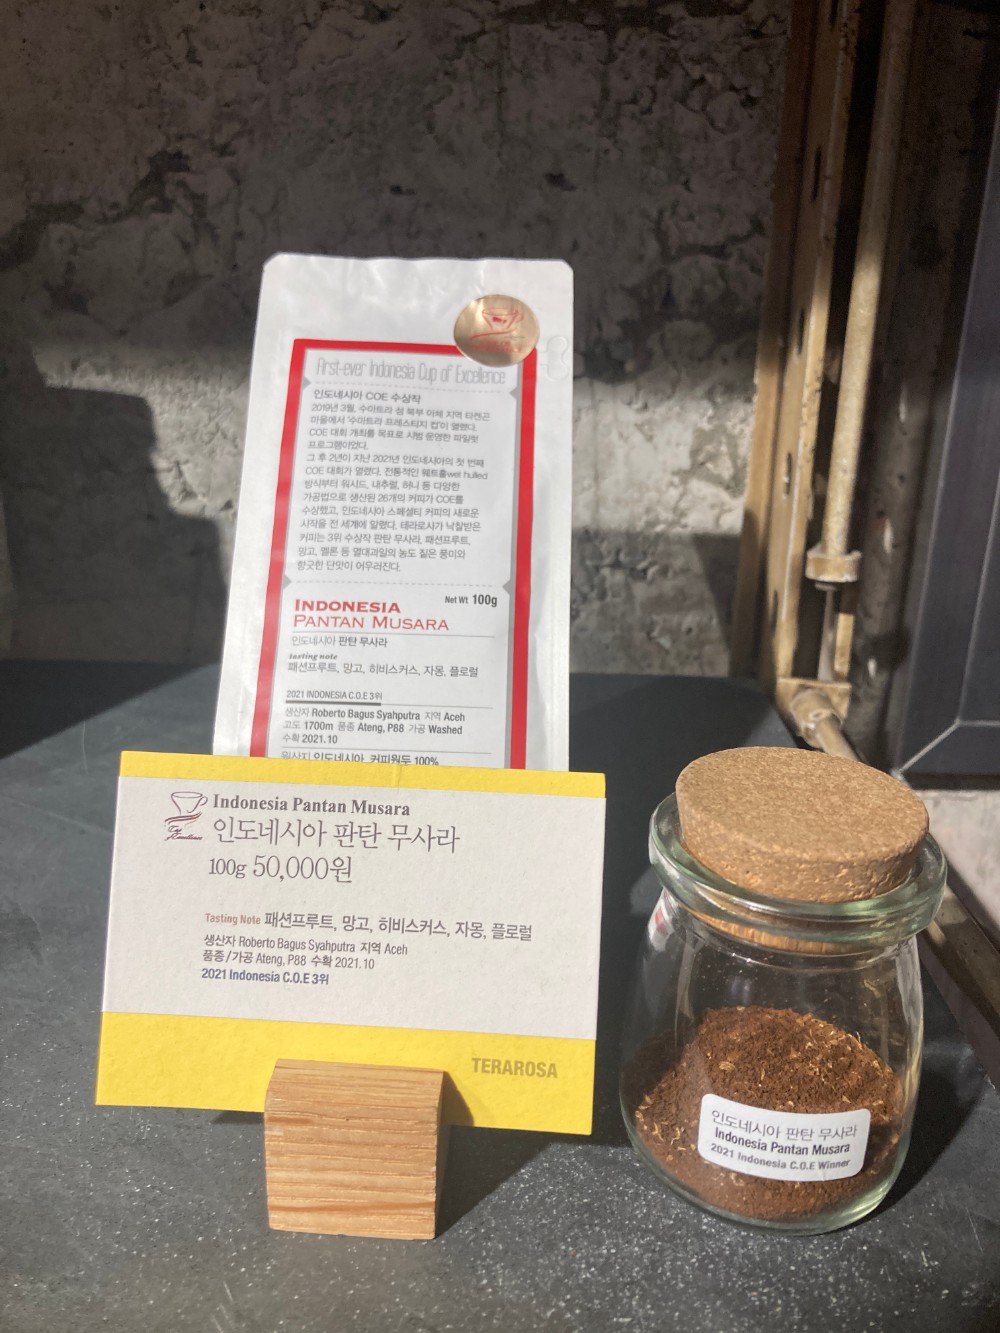 First-ever Indonesia Cup of Excellence
인도네시아 COE 수상작
2019년 3월, 수마트라 섬 북부 아체 지역 타켄곤
마을에서 '수마트라 프레스티지 컵'이 열렸다.
COE 대회 개최를 목표로 시범 운영한 파일럿
프로그램이었다.
그 후 2년이 지난 2021년 인도네시아의 첫 번째
COE 대회가 열렸다. 전통적인 웨트훌wet hulled
방식부터 워시드, 내추럴, 허니 등 다양한
가공법으로 생산된 26개의 커피가 COE를
수상했고, 인도네시아 스페셜티 커피의 새로운
시작을 전 세계에 알렸다. 테라로사가 낙찰받은
커피는 3위 수상작 판탄 무사라. 패션프루트,
망고, 멜론 등 열대과일의 농도 짙은 풍미와
향긋한 단맛이 어우러진다.
Net Wt 100g
INDONESIA
PANTAN MUSARA
인도네시아 판탄 무사라
tasting note
패션프루트, 망고, 히비스커스, 자몽, 플로럴
2021 INDONESIA C.O.E 3위
생산자 Roberto Bagus Syahputra 지역 Aceh
고도 1700m 품종 Ateng, P88 가공 Washed
수확 2021.10
원산지 인도네시아, 커피원두 100%
Indonesia Pantan Musara
인도네시아 판탄 무사라
100g 50,000원
Tasting Note 패션프루트, 망고, 히비스커스, 자몽, 플로럴
생산자 Roberto Bagus Syahputra 지역 Aceh
품종/가공 Ateng, P88 수확 2021.10
2021 Indonesia C.O.E 3위
TERAROSA
인도네시아 판탄 무사라
Indonesia Pantan Musara
2021 Indonesia C.O.E Winner